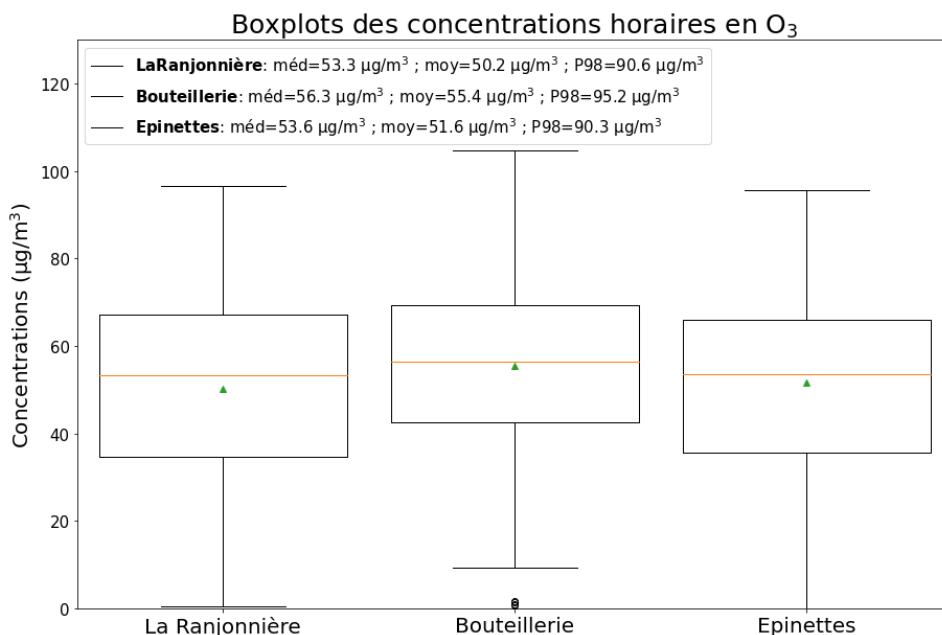 Boxplots des concentrations horaires en O₃
LaRanjonnière: méd=53.3 µg/m³ ; moy=50.2 µg/m³ ; P98=90.6 µg/m³
Bouteillerie: méd=56.3 µg/m³ ; moy=55.4 µg/m³ ; P98=95.2 µg/m³
Epinettes: méd=53.6 µg/m³ ; moy=51.6 µg/m³ ; P98=90.3 µg/m³
Concentrations (µg/m³)
120
100
80
60
40
20
0
La Ranjonnière
Bouteillerie
Epinettes